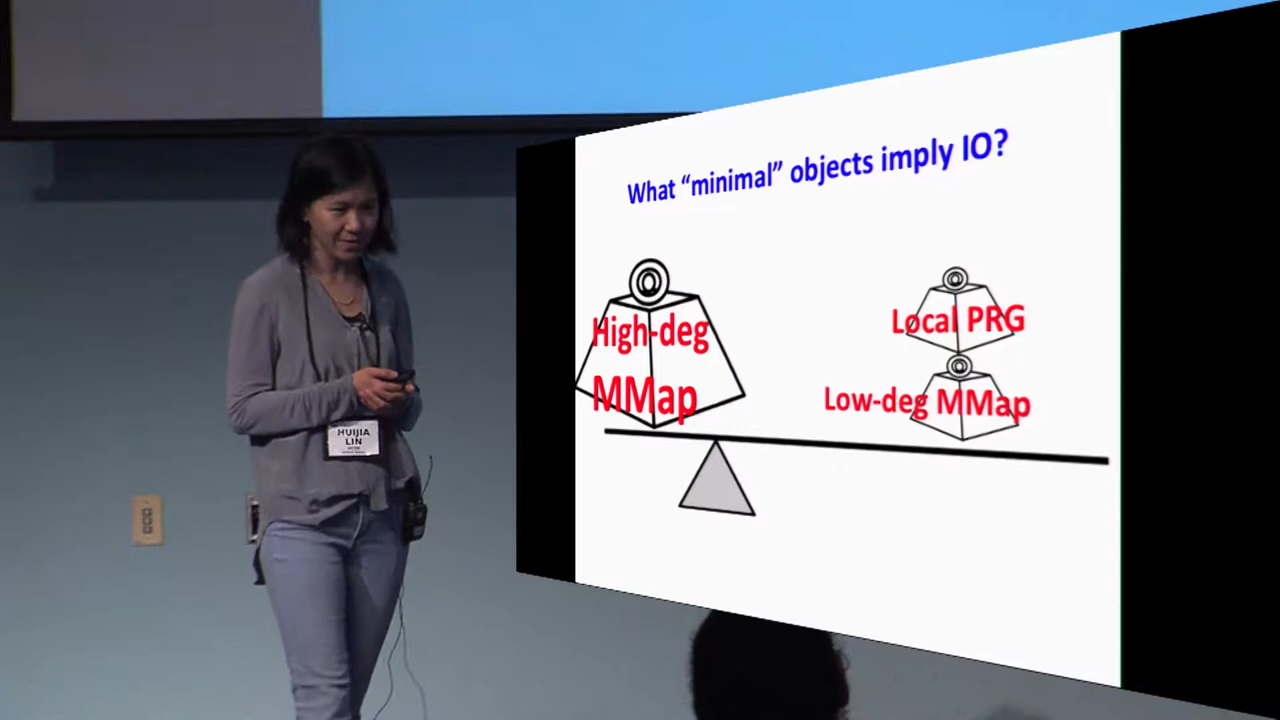 What “minimal” objects imply IO?
High-deg
MMap
Local PRG
Low-deg MMap
HUIJIA
LIN